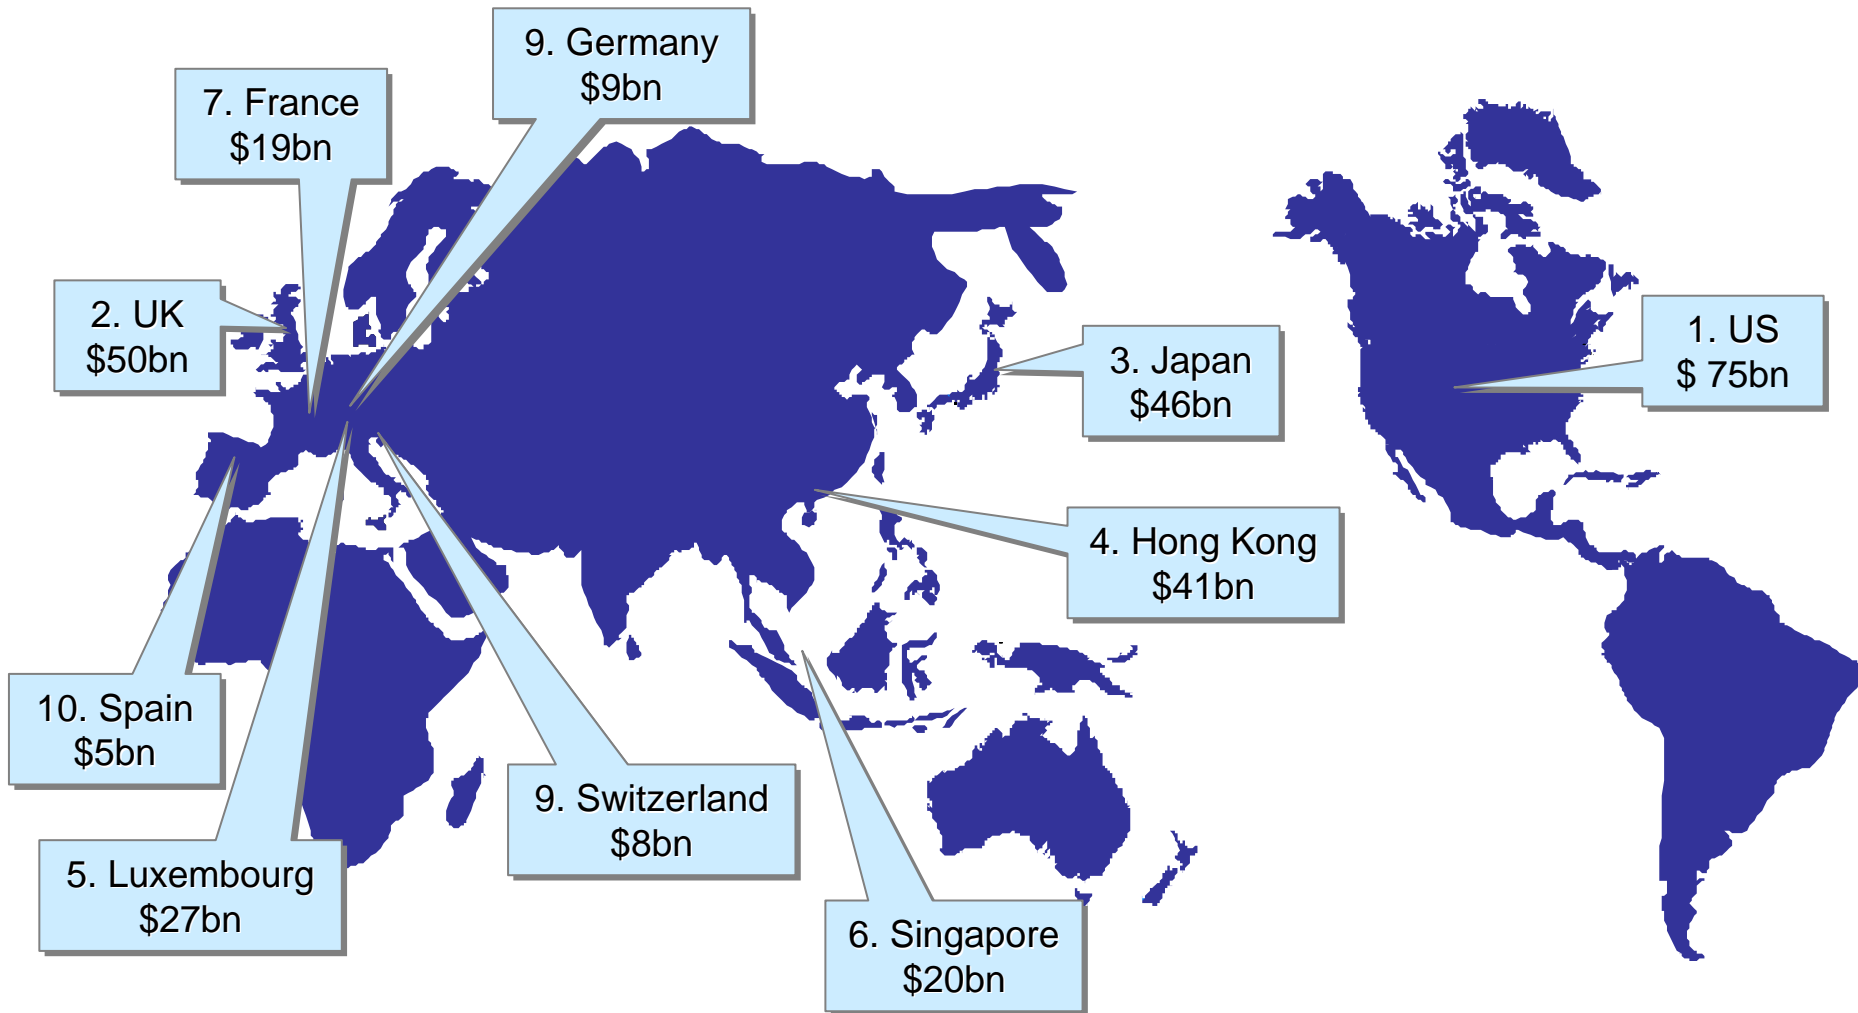 9. Germany
$9bn
7. France
$19bn
2. UK
$50bn
1. US
$ 75bn
3. Japan
$46bn
4. Hong Kong
$41bn
10. Spain
$5bn
9. Switzerland
$8bn
5. Luxembourg
$27bn
6. Singapore
$20bn